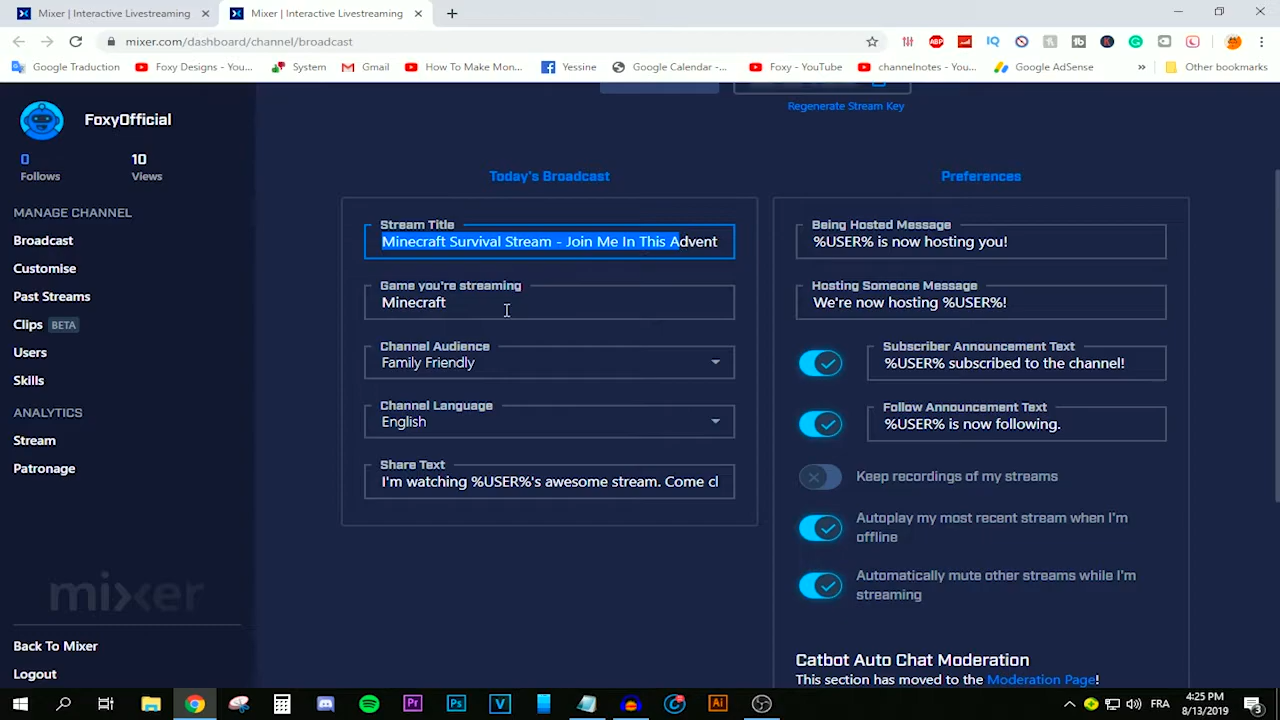 Mixer | Interactive Livestreaming
Mixer | Interactive Livestreaming
mixer.com/dashboard/channel/broadcast
Google Traduction
Foxy Designs - You...
System
Gmail
How To Make Mon...
Yessine
Google Calendar -...
Foxy - YouTube
channelnotes - You...
Google AdSense
»
Other bookmarks
FoxyOfficial
0
10
Follows
Views
MANAGE CHANNEL
Broadcast
Customise
Past Streams
Clips BETA
Users
Skills
ANALYTICS
Stream
Patronage
mixer
Back To Mixer
Logout
Regenerate Stream Key
Today's Broadcast
Stream Title
Minecraft Survival Stream - Join Me In This Advent
Game you're streaming
Minecraft
Channel Audience
Family Friendly
Channel Language
English
Share Text
I'm watching %USER%'s awesome stream. Come cl
Preferences
Being Hosted Message
%USER% is now hosting you!
Hosting Someone Message
We're now hosting %USER%!
Subscriber Announcement Text
%USER% subscribed to the channel!
Follow Announcement Text
%USER% is now following.
Keep recordings of my streams
Autoplay my most recent stream when I'm
offline
Automatically mute other streams while I'm
streaming
Catbot Auto Chat Moderation
This section has moved to the Moderation Page!
FRA
4:25 PM
8/13/2019
3